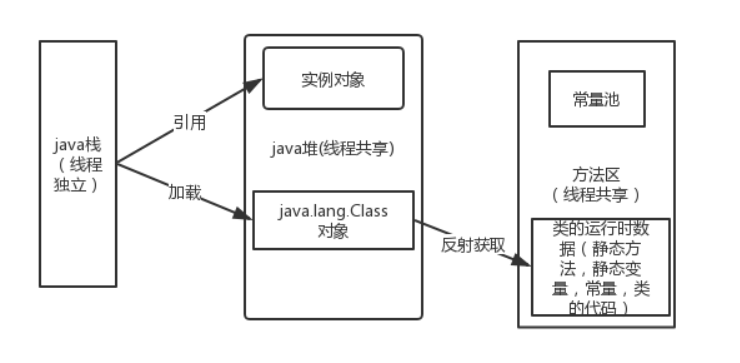 java栈
（线程
独立）
引用
加载
实例对象
java堆(线程共享)
java.lang.Class
对象
反射获取
常量池
方法区
（线程共享）
类的运行时数
据（静态方
法，静态变
量，常量，类
的代码）